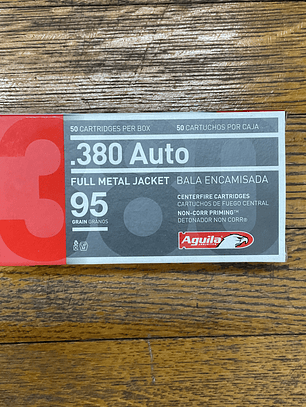 50 CARTRIDGES PER BOX 50 CARTUCHOS POR CAJA
.380 Auto
FULL METAL JACKET BALA ENCAMISADA
95
GRAIN GRANOS
CENTERFIRE CARTRIDGES
CARTUCHOS DE FUEGO CENTRAL
NON-CORR PRIMING™
DETONADOR NON CORR®
Aguila
380